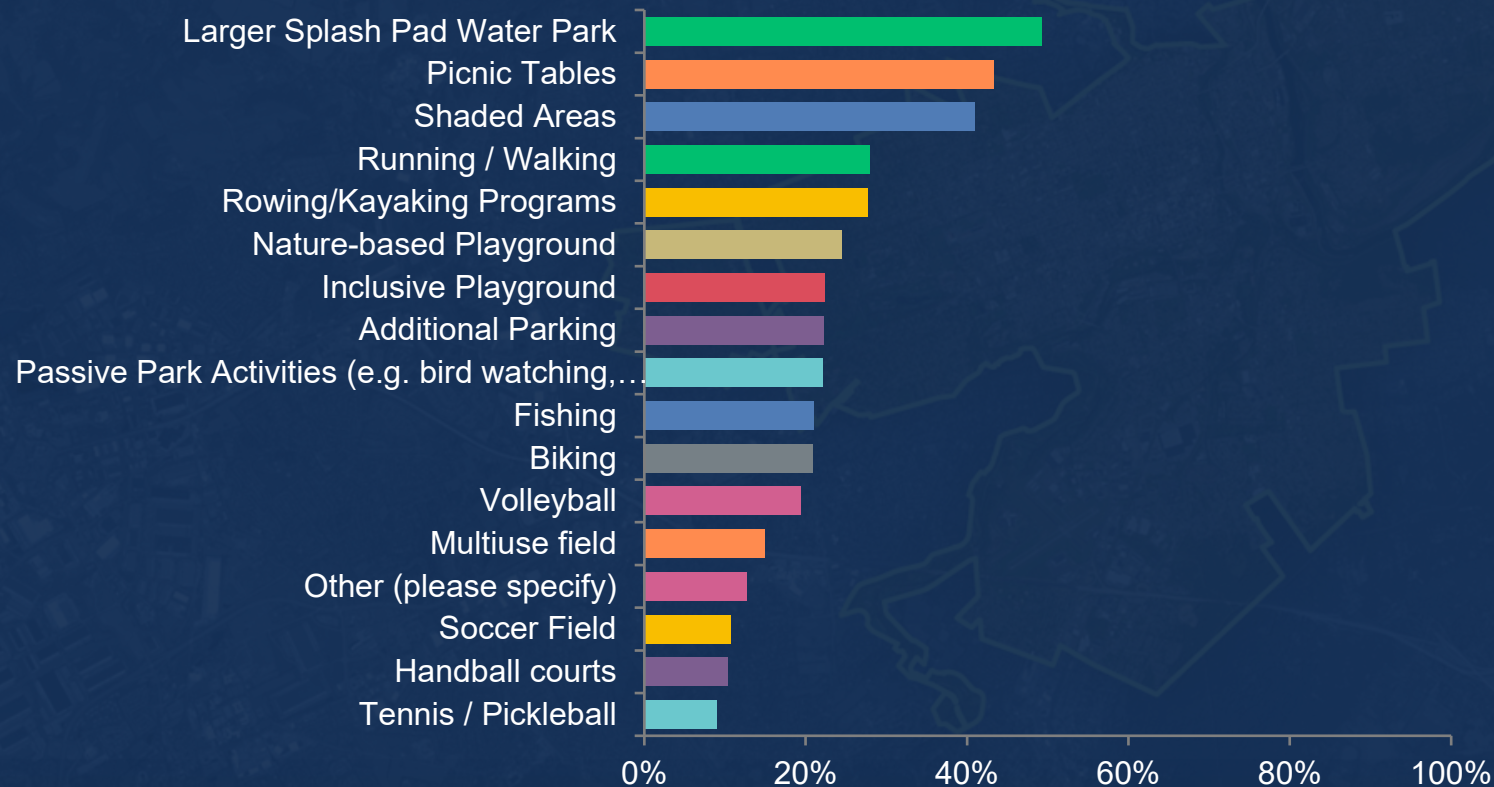 Larger Splash Pad Water Park
Picnic Tables
Shaded Areas
Running / Walking
Rowing/Kayaking Programs
Nature-based Playground
Inclusive Playground
Additional Parking
Passive Park Activities (e.g. bird watching,…
Fishing
Biking
Volleyball
Multiuse field
Other (please specify)
Soccer Field
Handball courts
Tennis / Pickleball
0% 20% 40% 60% 80% 100%